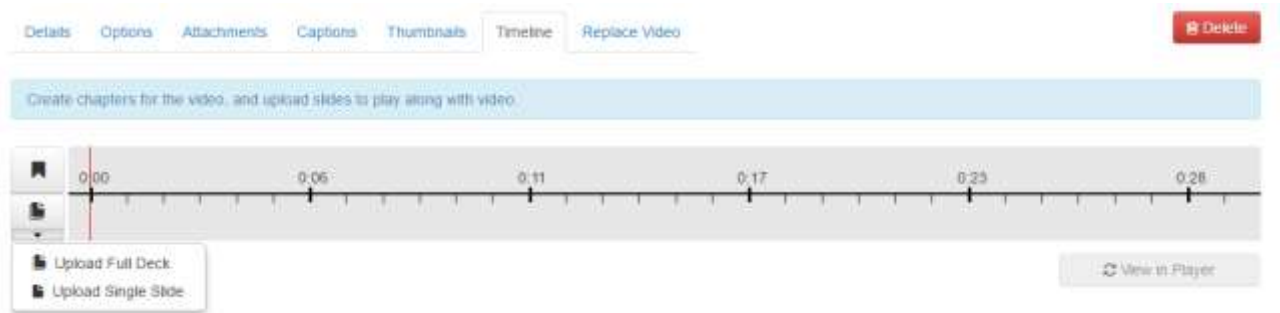 Details Options Attachments Captions Thumbnails Timeline Replace Video Delete
Create chapters for the video, and upload slides to play along with video.
0:00 0:06 0:11 0:17 0:23 0:28
Upload Full Deck
View in Player
Upload Single Slide